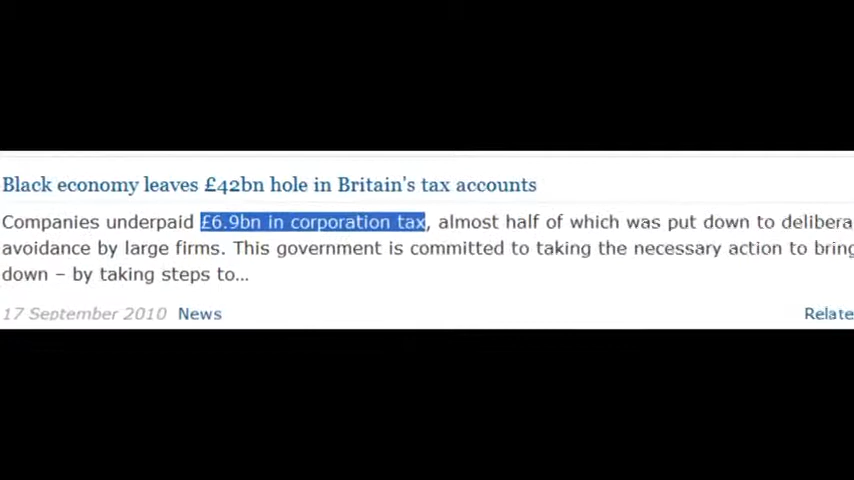 Black economy leaves £42bn hole in Britain's tax accounts
Companies underpaid £6.9bn in corporation tax, almost half of which was put down to delibera
avoidance by large firms. This government is committed to taking the necessary action to bring
down – by taking steps to...
17 September 2010 News Relate